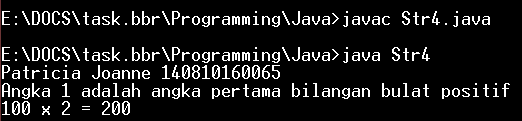 E:\DOCS\task.bbr\Programming\Java>javac Str4.java
E:\DOCS\task.bbr\Programming\Java>java Str4
Patricia Joanne 140810160065
Angka 1 adalah angka pertama bilangan bulat positif
100 x 2 = 200